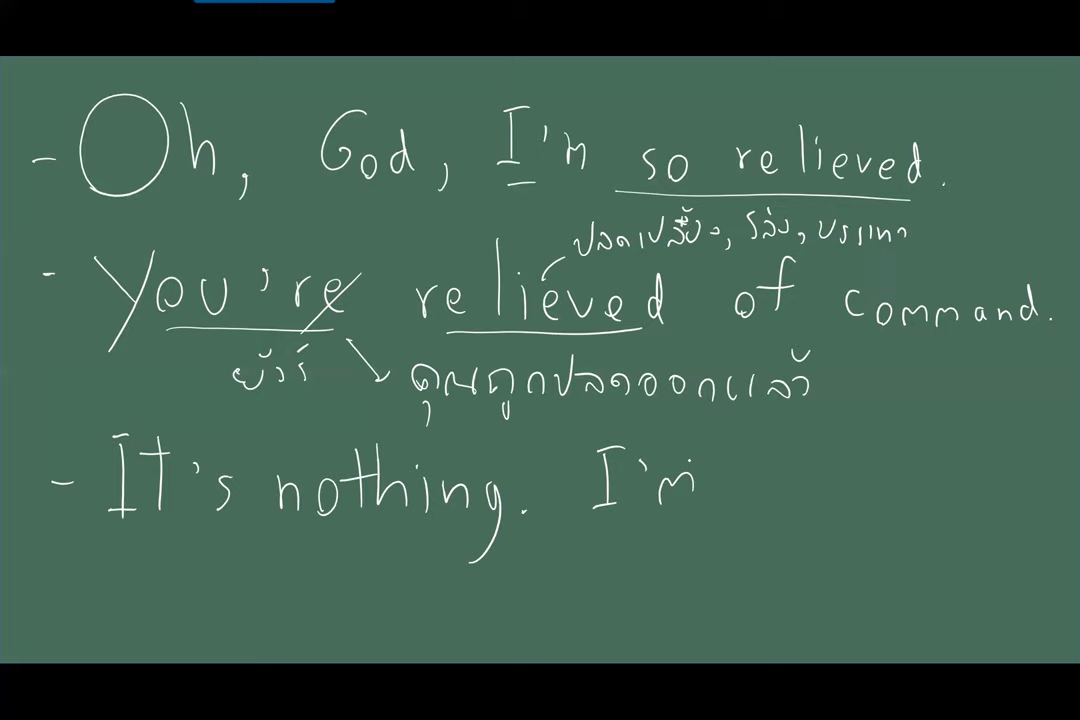 - Oh, God, I'm so relieved.
ปลดเปลื้อง, โล่ง, บรรเทา
- You're relieved of command.
ยัวร์ คุณถูกปลดออกแล้ว
- It's nothing. I'm